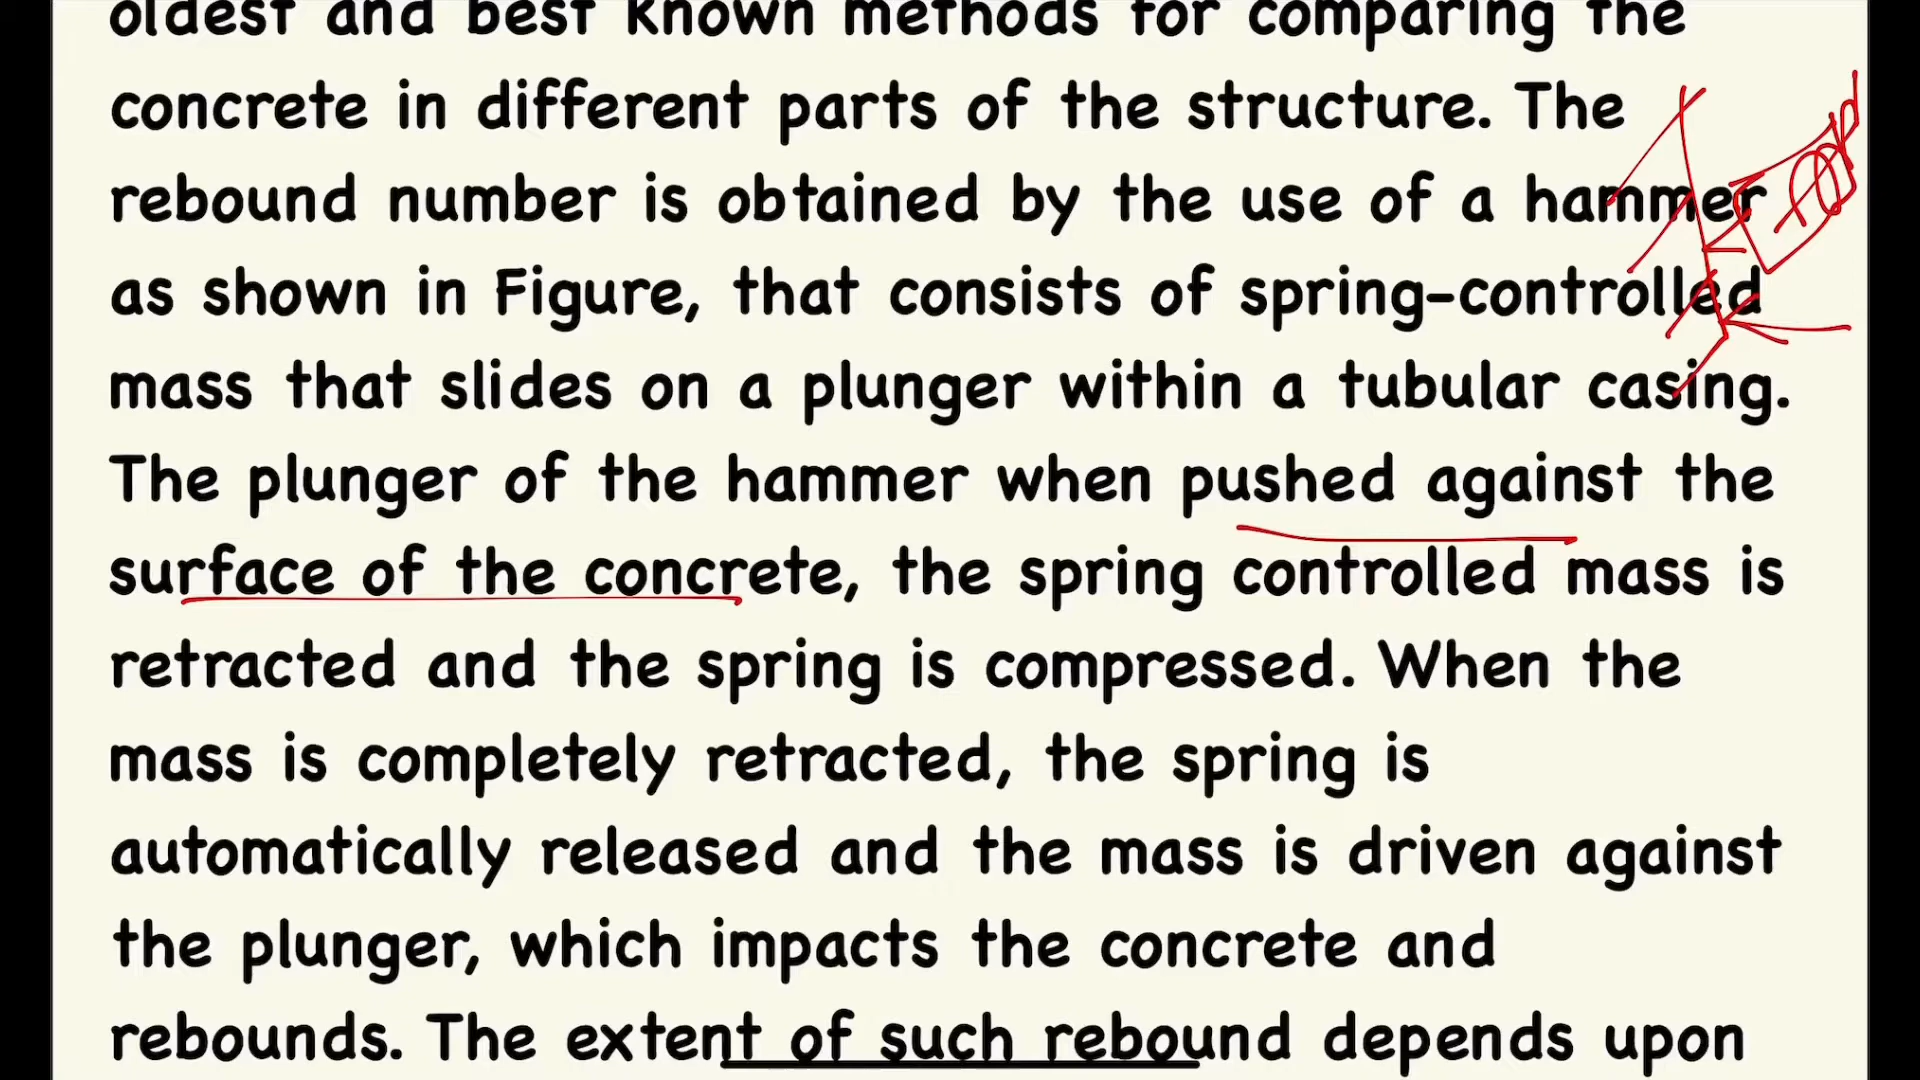 oldest and best known methods for comparing the
concrete in different parts of the structure. The
rebound number is obtained by the use of a hammer
as shown in Figure, that consists of spring-controlled
mass that slides on a plunger within a tubular casing.
The plunger of the hammer when pushed against the
surface of the concrete, the spring controlled mass is
retracted and the spring is compressed. When the
mass is completely retracted, the spring is
automatically released and the mass is driven against
the plunger, which impacts the concrete and
rebounds. The extent of such rebound depends upon